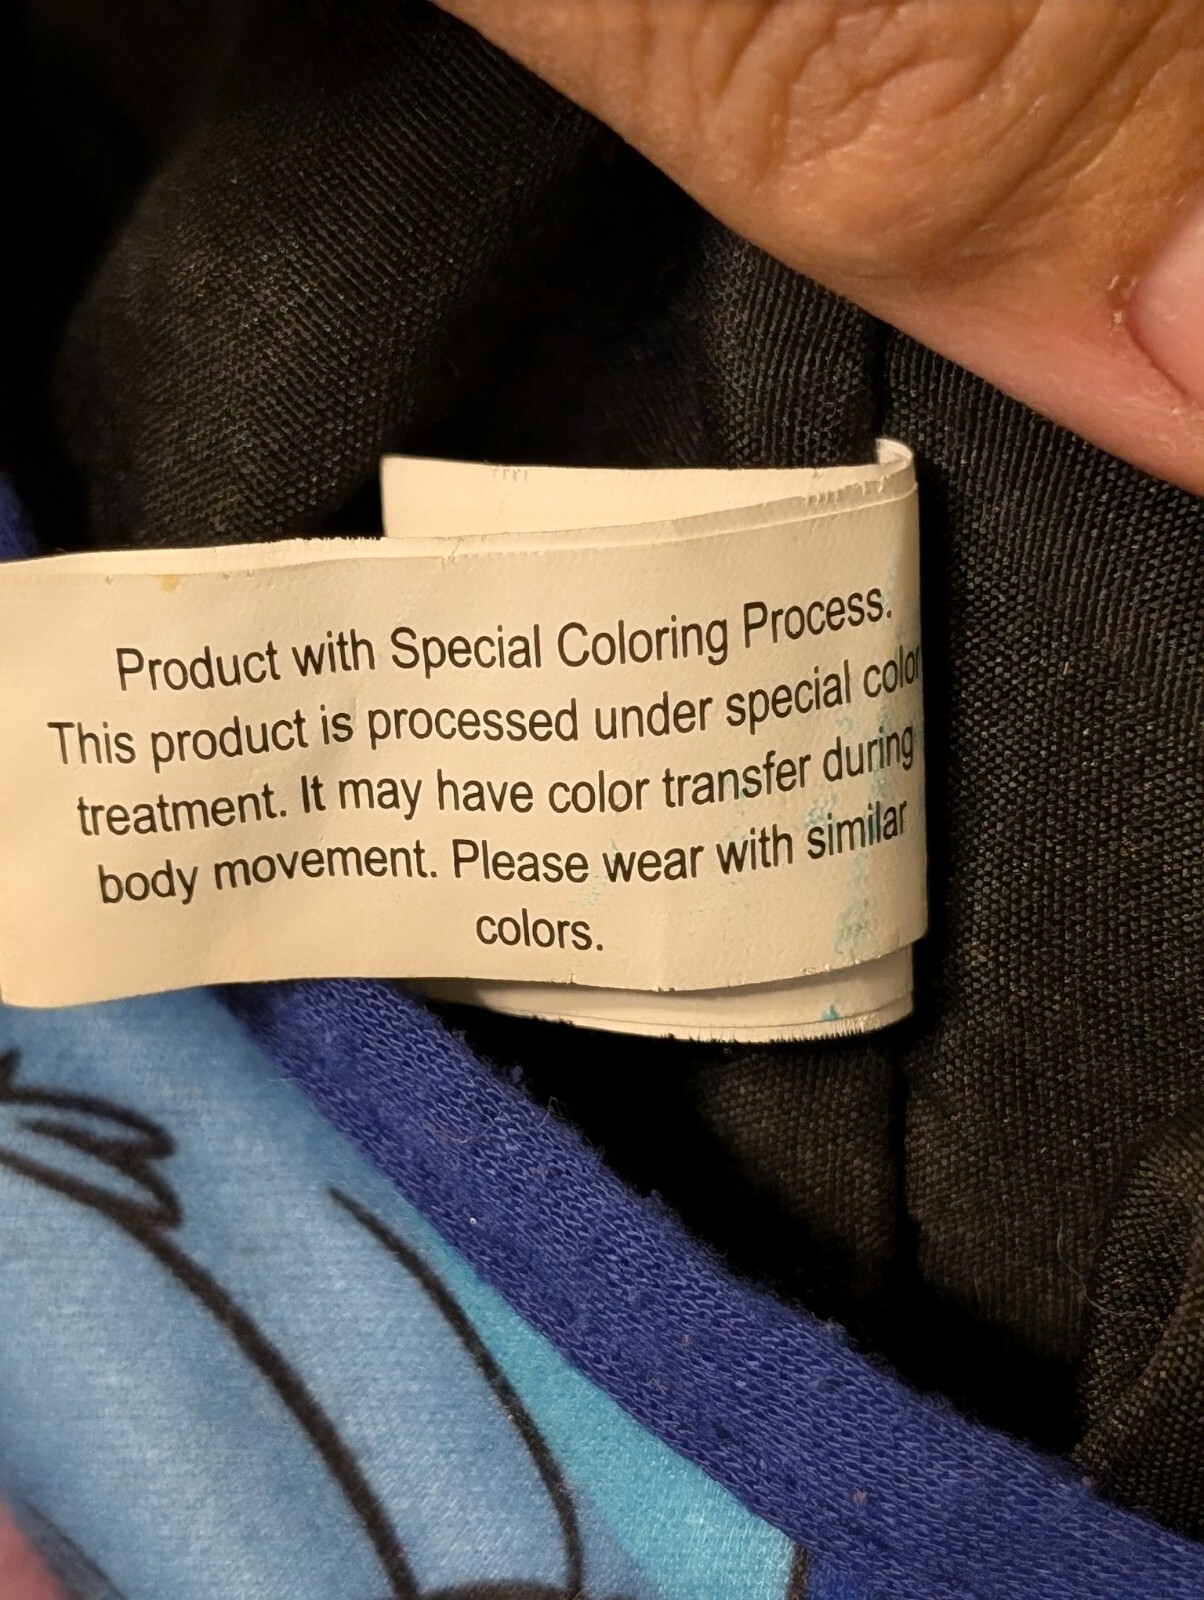 Product with Special Coloring Process.
This product is processed under special color
treatment. It may have color transfer during
body movement. Please wear with similar
colors.